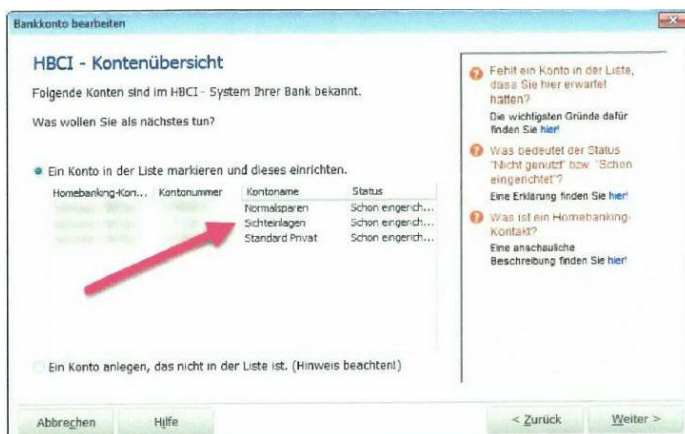 Bankkonto bearbeiten
HBCI - Kontenübersicht
Folgende Konten sind im HBCI - System Ihrer Bank bekannt.
Was wollen Sie als nächstes tun?
Ein Konto in der Liste markieren und dieses einrichten.
Homebanking-Kon... Kontonummer Kontoname Status
Normalsparen Schon eingerich...
Sichteinlagen Schon eingerich...
Standard Privat Schon eingerich...
Ein Konto anlegen, das nicht in der Liste ist. (Hinweis beachten!)
Fehlt ein Konto in der Liste,
dass Sie hier erwartet
hätten?
Die wichtigsten Gründe dafür
finden Sie hier!
Was bedeutet der Status
"Nicht genutzt" bzw. "Schon
eingerichtet"?
Eine Erklärung finden Sie hier!
Was ist ein Homebanking-
Kontakt?
Eine anschauliche
Beschreibung finden Sie hier!
Abbrechen Hilfe < Zurück Weiter >